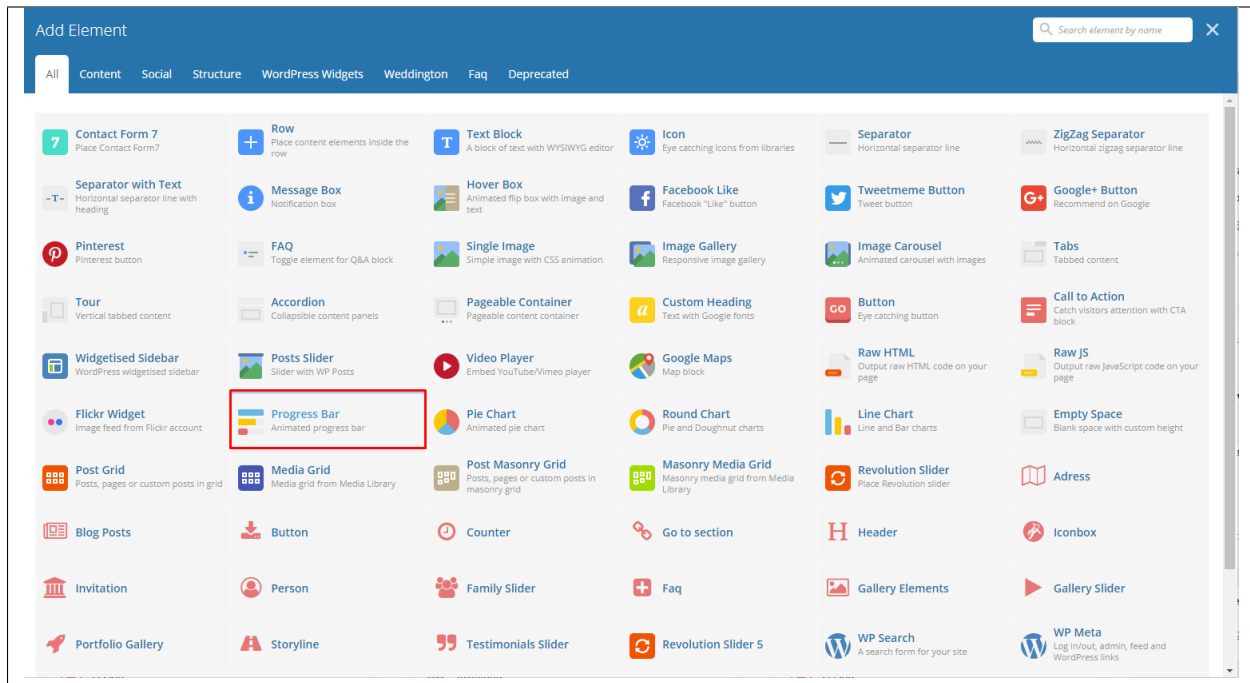 Add Element
Search element by name
All Content Social Structure WordPress Widgets Weddington Faq Deprecated
Contact Form 7
Place Contact Form7
Row
Place content elements inside the
row
Text Block
A block of text with WYSIWYG editor
Icon
Eye catching icons from libraries
Separator
Horizontal separator line
ZigZag Separator
Horizontal zigzag separator line
Separator with Text
Horizontal separator line with
heading
Message Box
Notification box
Hover Box
Animated flip box with image and
text
Facebook Like
Facebook "Like" button
Tweetmeme Button
Tweet button
Google+ Button
Recommend on Google
Pinterest
Pinterest button
FAQ
Toggle element for Q&A block
Single Image
Simple image with CSS animation
Image Gallery
Responsive image gallery
Image Carousel
Animated carousel with images
Tabs
Tabbed content
Tour
Vertical tabbed content
Accordion
Collapsible content panels
Pageable Container
Pageable content container
Custom Heading
Text with Google fonts
GO
Button
Eye catching button
Call to Action
Catch visitors attention with CTA
block
Widgetised Sidebar
WordPress widgetised sidebar
Posts Slider
Slider with WP Posts
Video Player
Embed YouTube/Vimeo player
Google Maps
Map block
Raw HTML
Output raw HTML code on your
page
Raw JS
Output raw JavaScript code on your
page
Flickr Widget
Image feed from Flickr account
Progress Bar
Animated progress bar
Pie Chart
Animated pie chart
Round Chart
Pie and Doughnut charts
Line Chart
Line and Bar charts
Empty Space
Blank space with custom height
Post Grid
Posts, pages or custom posts in grid
Media Grid
Media grid from Media Library
Post Masonry Grid
Posts, pages or custom posts in
masonry grid
Masonry Media Grid
Masonry media grid from Media
Library
Revolution Slider
Place Revolution slider
Adress
Blog Posts
Button
Counter
Go to section
Header
Iconbox
Invitation
Person
Family Slider
Faq
Gallery Elements
Gallery Slider
Portfolio Gallery
Storyline
Testimonials Slider
Revolution Slider 5
WP Search
A search form for your site
WP Meta
Log in/out, admin, feed and
WordPress links